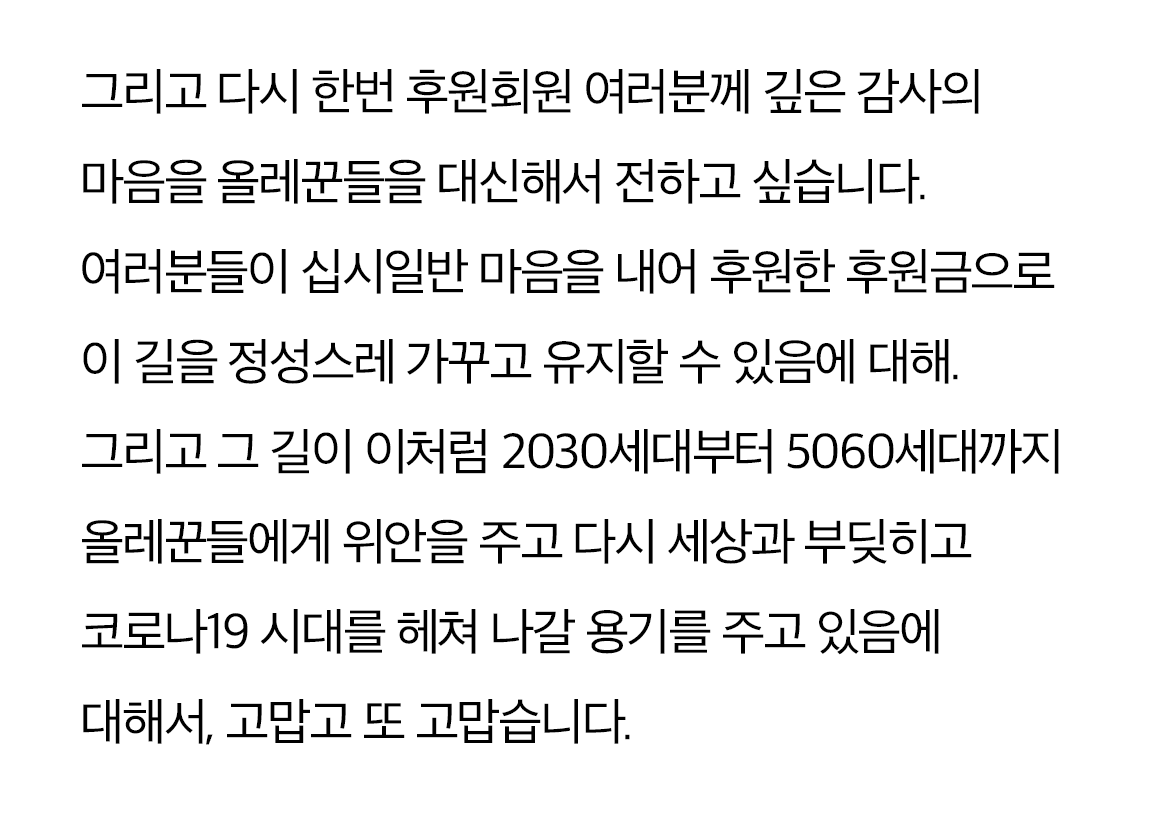 그리고 다시 한번 후원회원 여러분께 깊은 감사의
마음을 올레꾼들을 대신해서 전하고 싶습니다.
여러분들이 십시일반 마음을 내어 후원한 후원금으로
이 길을 정성스레 가꾸고 유지할 수 있음에 대해.
그리고 그 길이 이처럼 2030세대부터 5060세대까지
올레꾼들에게 위안을 주고 다시 세상과 부딪히고
코로나19 시대를 헤쳐 나갈 용기를 주고 있음에
대해서, 고맙고 또 고맙습니다.